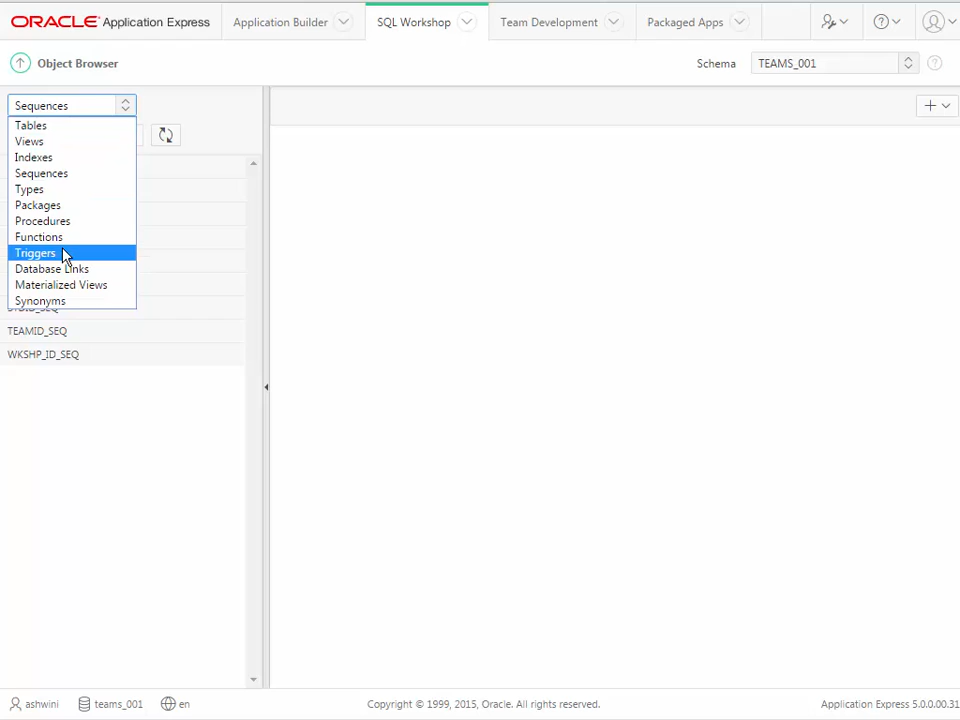 ORACLE Application Express
Application Builder
SQL Workshop
Team Development
Packaged Apps
Object Browser
Schema
TEAMS_001
Sequences
Tables
Views
Indexes
Sequences
Types
Packages
Procedures
Functions
Triggers
Database Links
Materialized Views
Synonyms
TEAMID_SEQ
WKSHP_ID_SEQ
ashwini
teams_001
en
Copyright © 1999, 2015, Oracle. All rights reserved.
Application Express 5.0.0.00.31